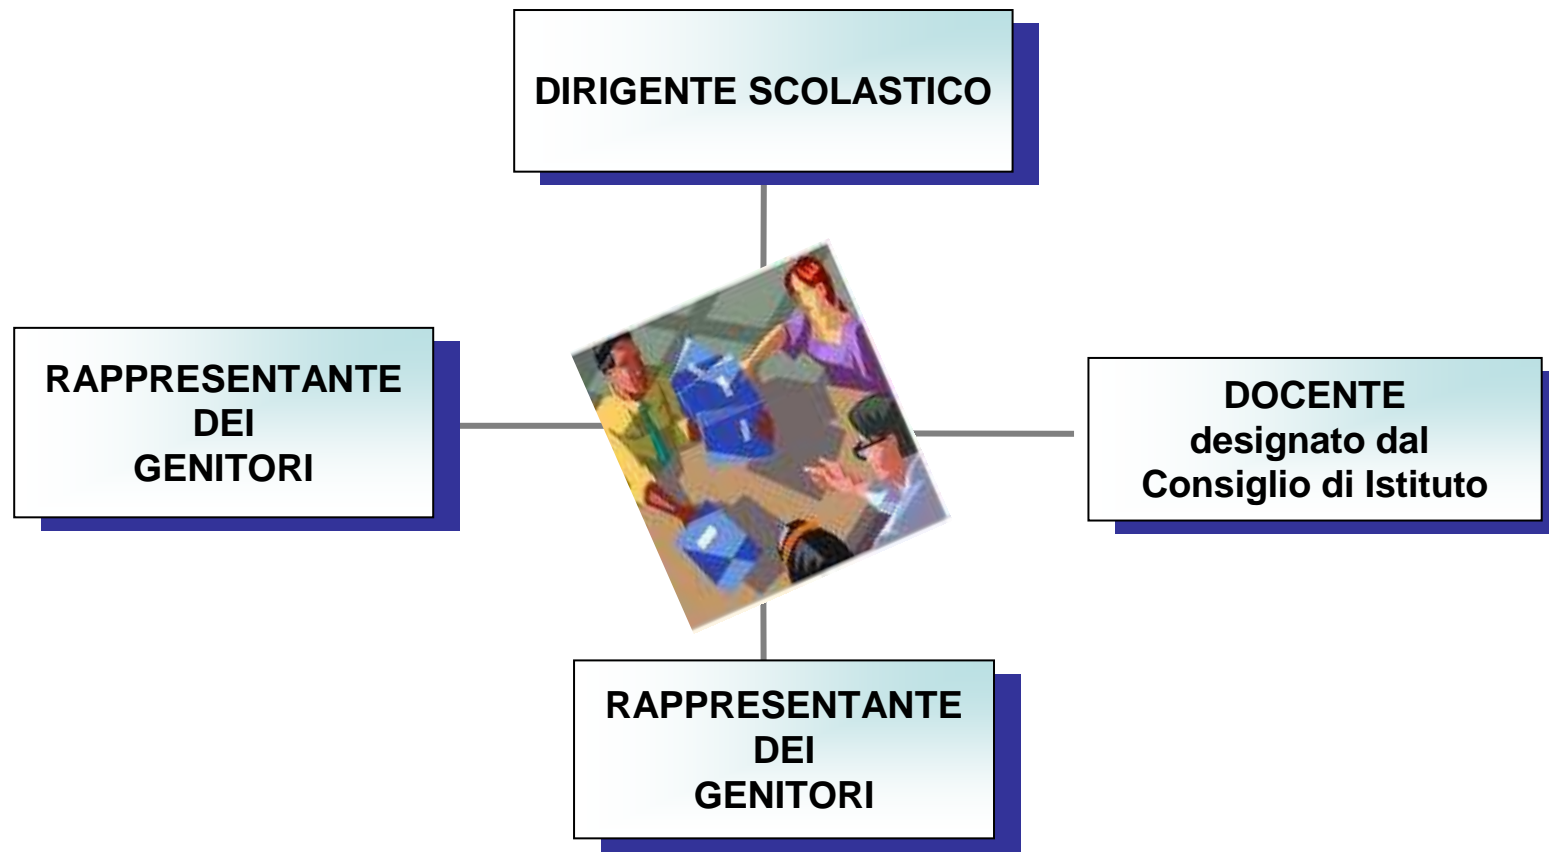 DIRIGENTE SCOLASTICO
RAPPRESENTANTE
DEI
GENITORI
DOCENTE
designato dal
Consiglio di Istituto
RAPPRESENTANTE
DEI
GENITORI